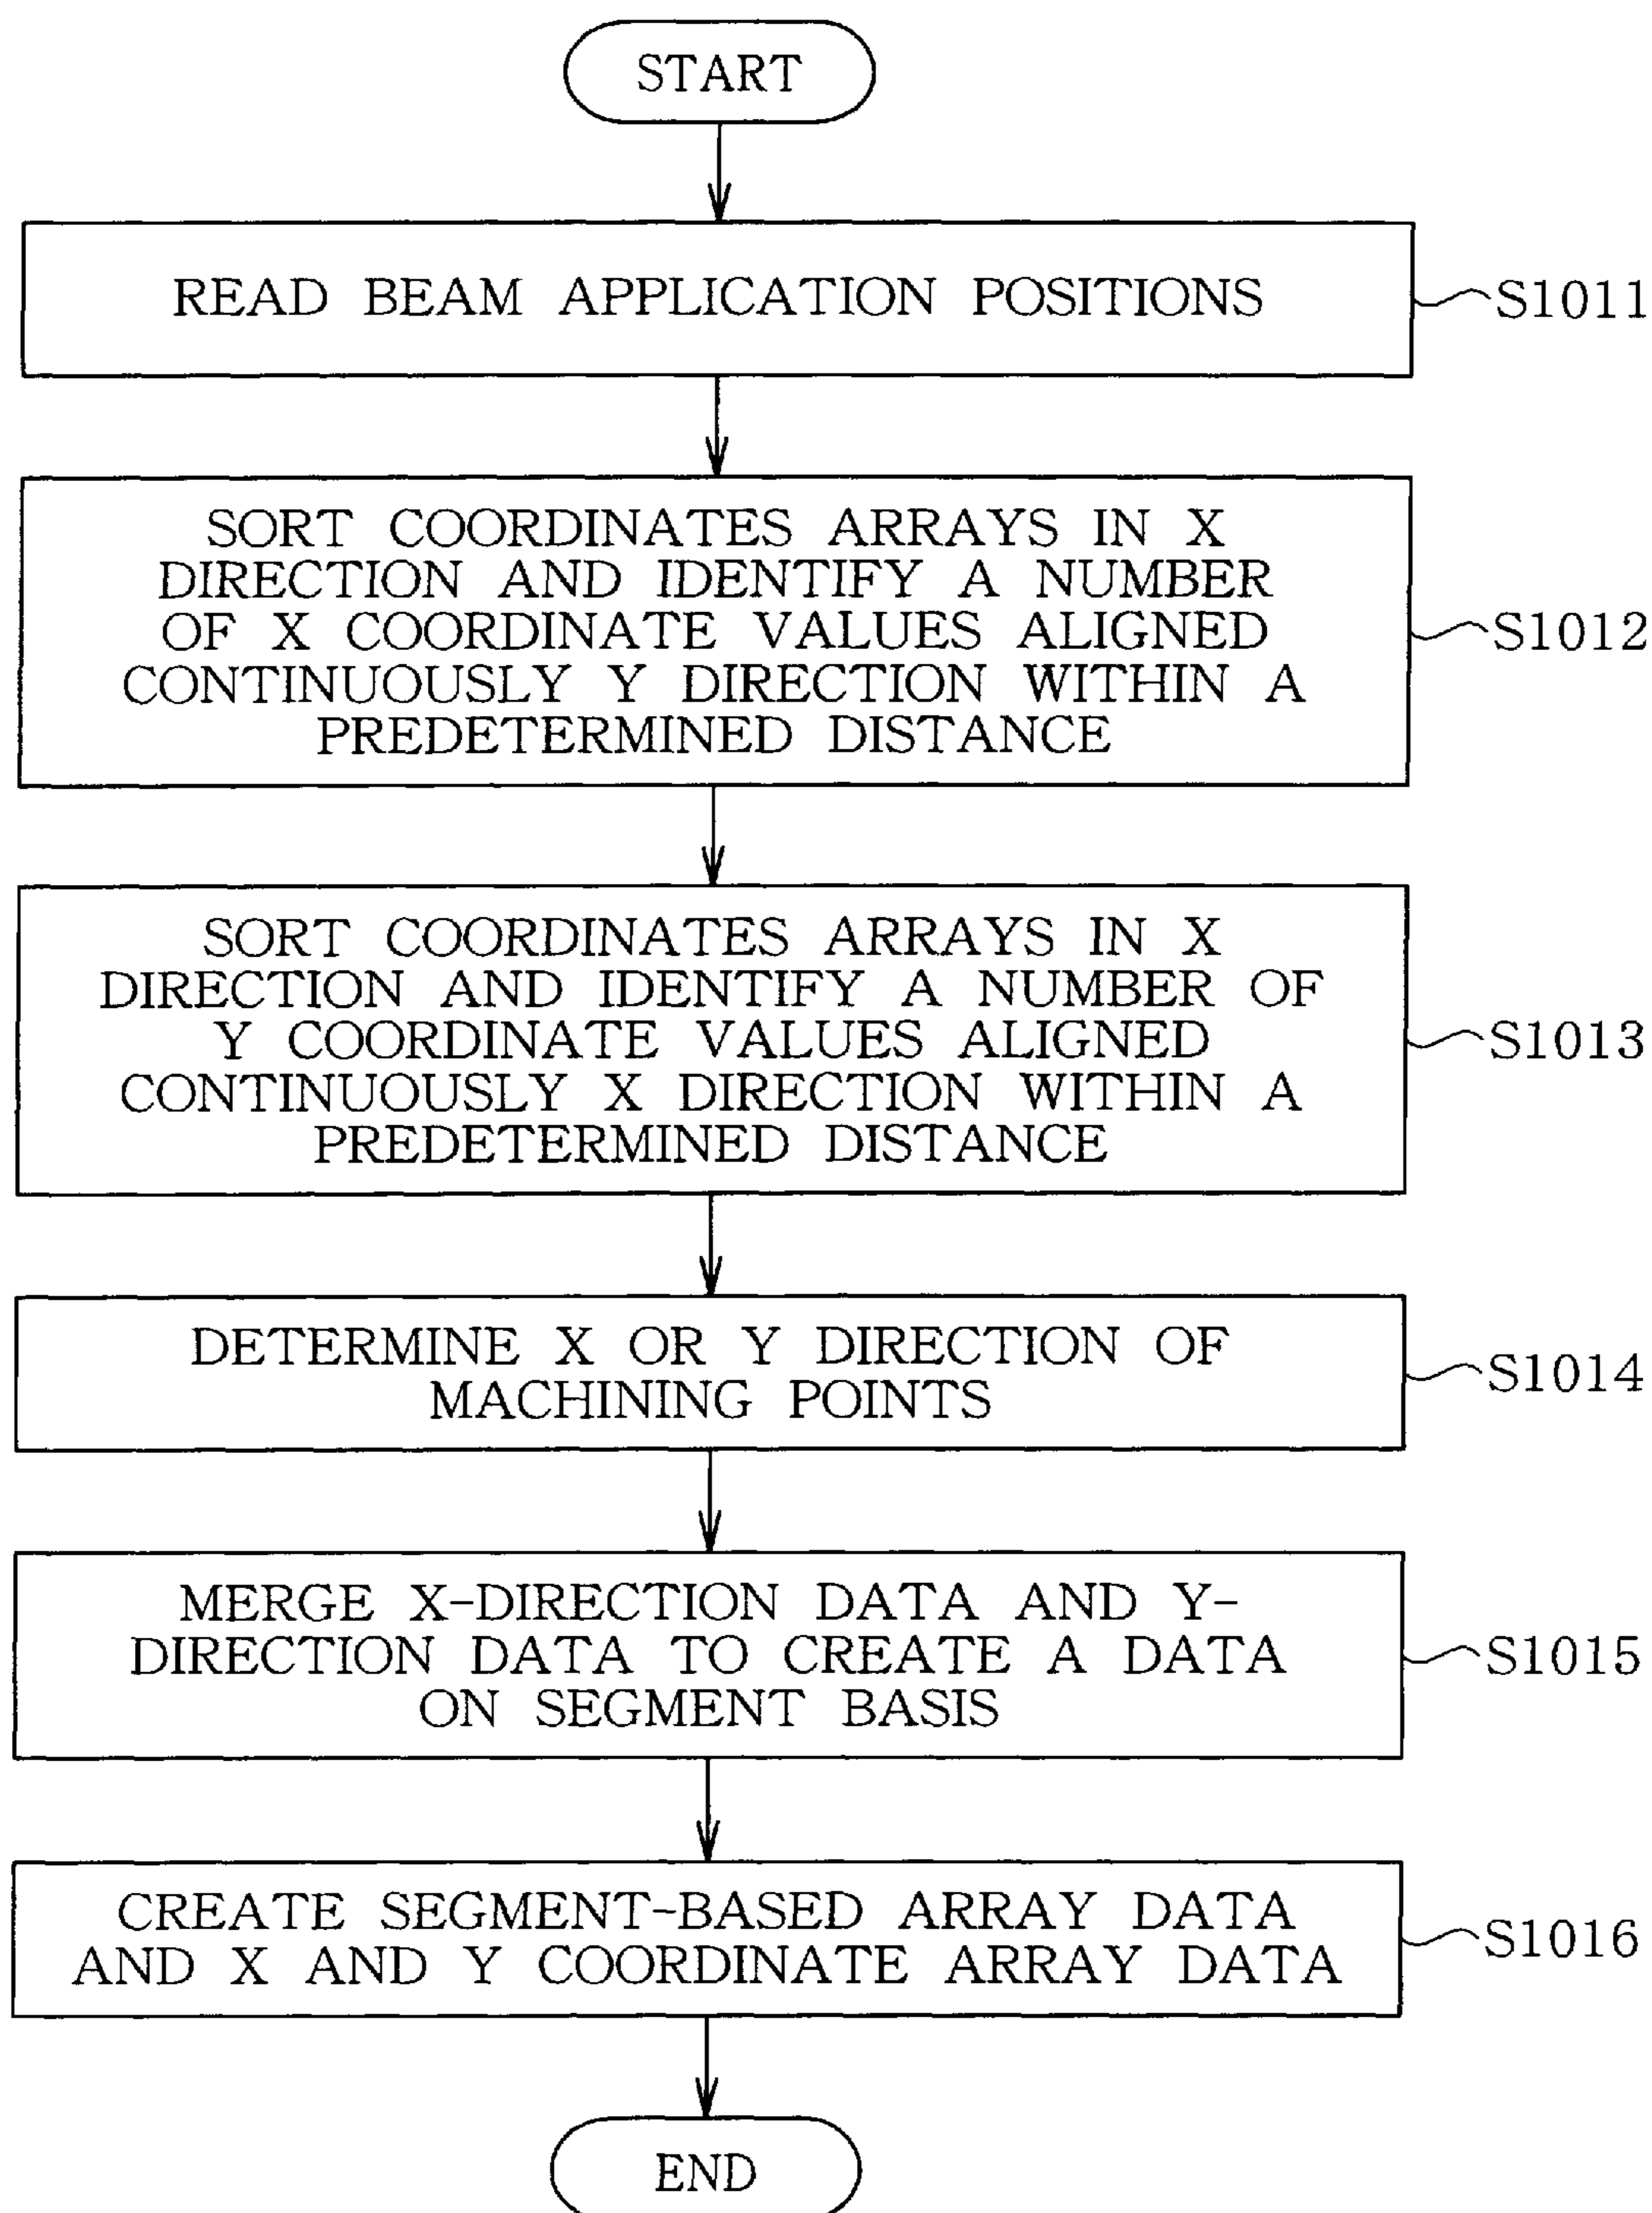 START
READ BEAM APPLICATION POSITIONS
S1011
SORT COORDINATES ARRAYS IN X
DIRECTION AND IDENTIFY A NUMBER
OF X COORDINATE VALUES ALIGNED
CONTINUOUSLY Y DIRECTION WITHIN A
PREDETERMINED DISTANCE
S1012
SORT COORDINATES ARRAYS IN X
DIRECTION AND IDENTIFY A NUMBER OF
Y COORDINATE VALUES ALIGNED
CONTINUOUSLY X DIRECTION WITHIN A
PREDETERMINED DISTANCE
S1013
DETERMINE X OR Y DIRECTION OF
MACHINING POINTS
S1014
MERGE X-DIRECTION DATA AND Y-
DIRECTION DATA TO CREATE A DATA
ON SEGMENT BASIS
S1015
CREATE SEGMENT-BASED ARRAY DATA
AND X AND Y COORDINATE ARRAY DATA
S1016
END